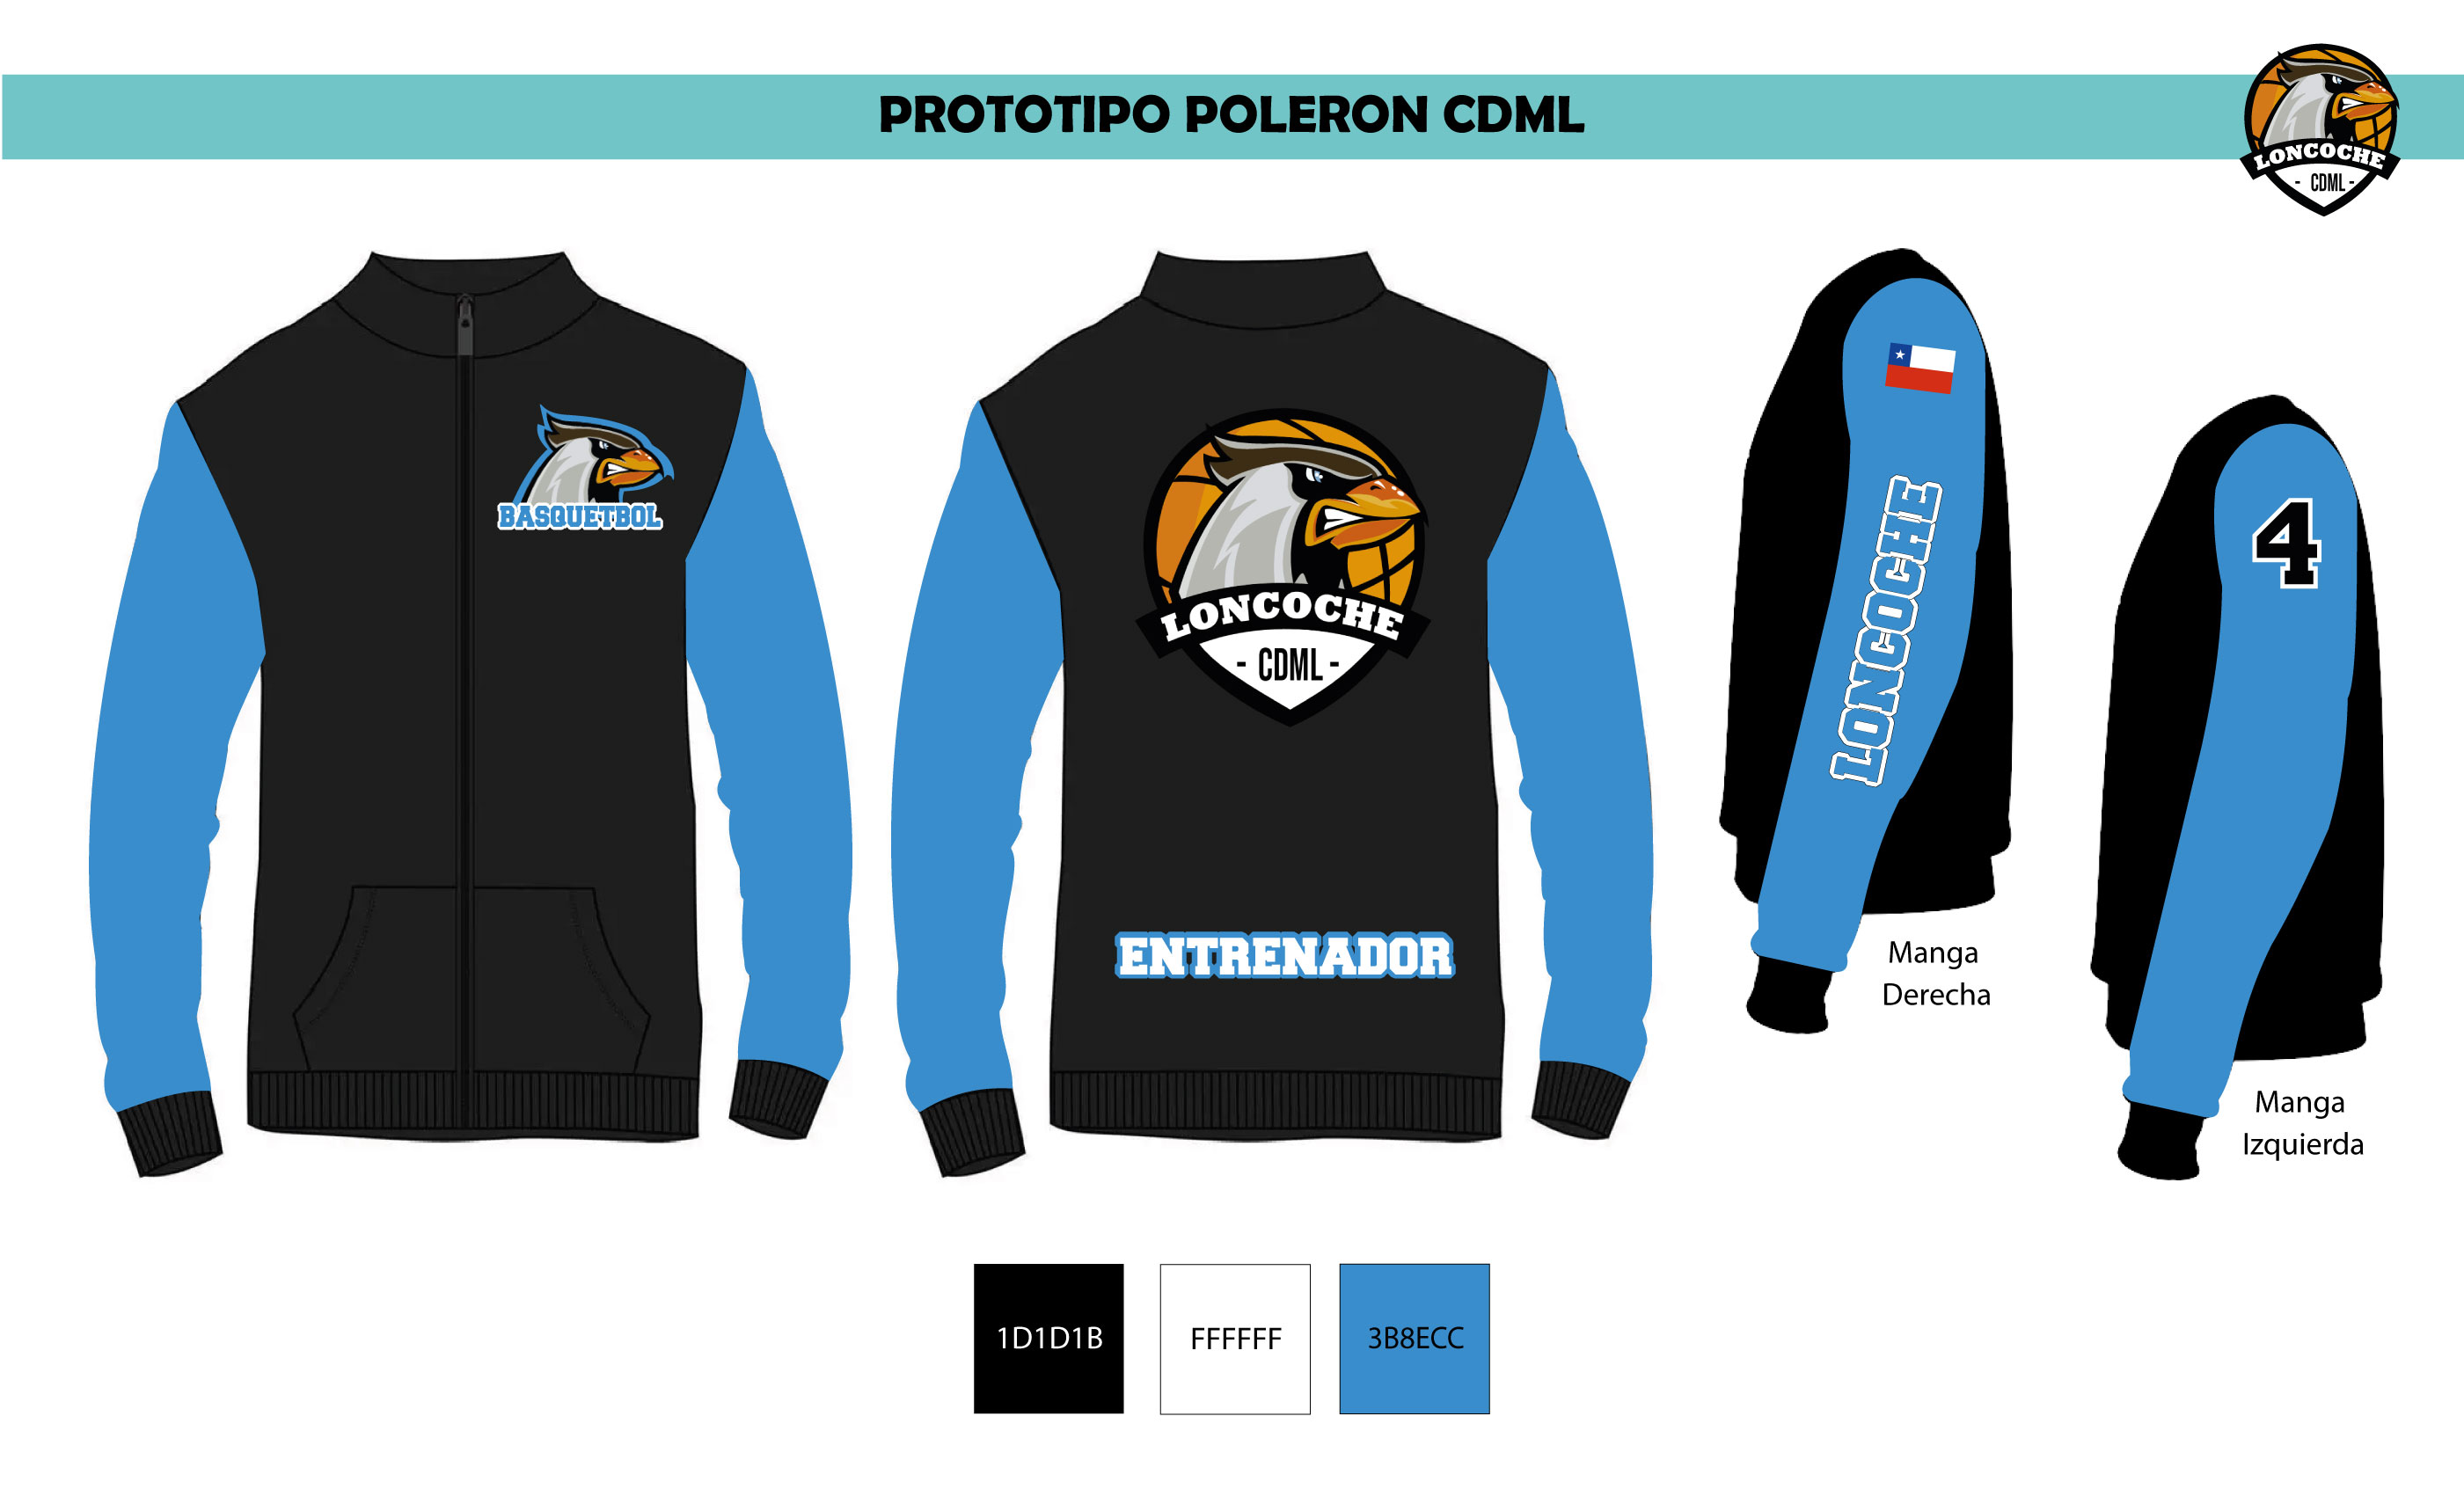 PROTOTIPO POLERON CDML
LONCOCHE
- CDML -
BASQUETBOL
LONCOCHE
- CDML -
ENTRENADOR
LONCOCHE
Manga
Derecha
4
Manga
Izquierda
1D1D1B
FFFFFF
3B8ECC